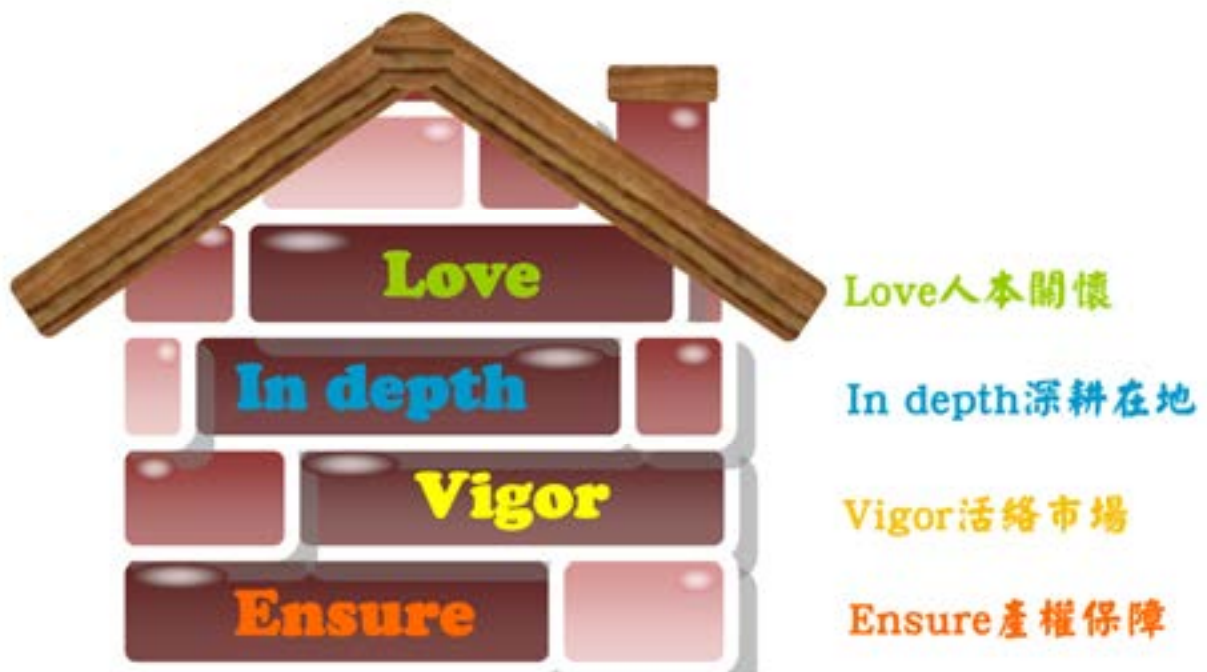 Love
Love人本關懷
In depth
In depth深耕在地
Vigor
Vigor活絡市場
Ensure
Ensure產權保障